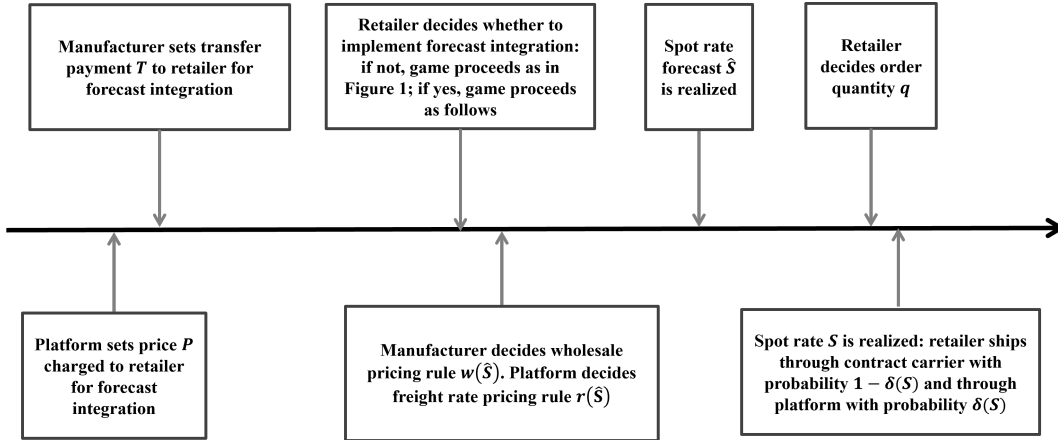 Manufacturer sets transfer
payment T to retailer for
forecast integration
Retailer decides whether to
implement forecast integration:
if not, game proceeds as in
Figure 1; if yes, game proceeds
as follows
Spot rate
forecast Ŝ
is realized
Retailer
decides order
quantity q
Platform sets price P
charged to retailer
for forecast
integration
Manufacturer decides wholesale
pricing rule w(Ŝ). Platform decides
freight rate pricing rule r(Ŝ)
Spot rate S is realized: retailer ships
through contract carrier with
probability 1 − δ(S) and through
platform with probability δ(S)